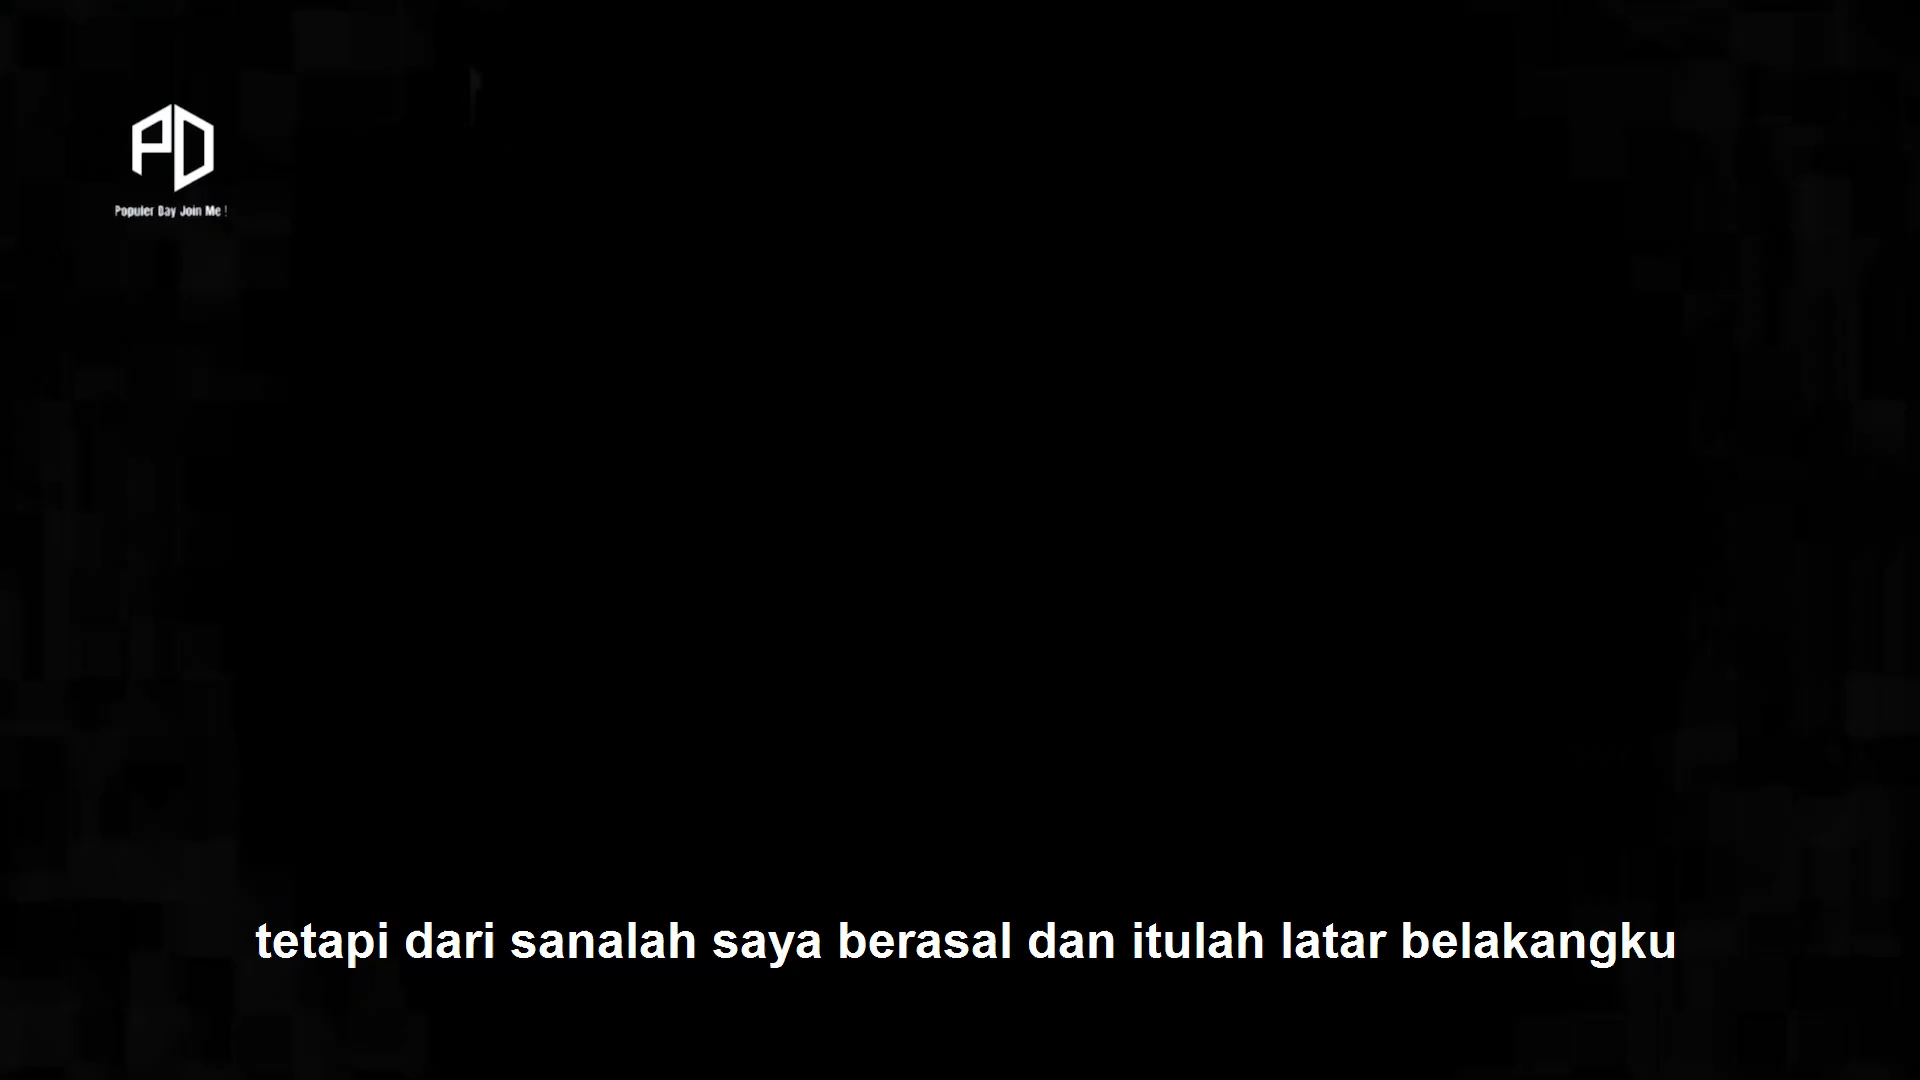 PD
Populer Day Join Me !
tetapi dari sanalah saya berasal dan itulah latar belakangku